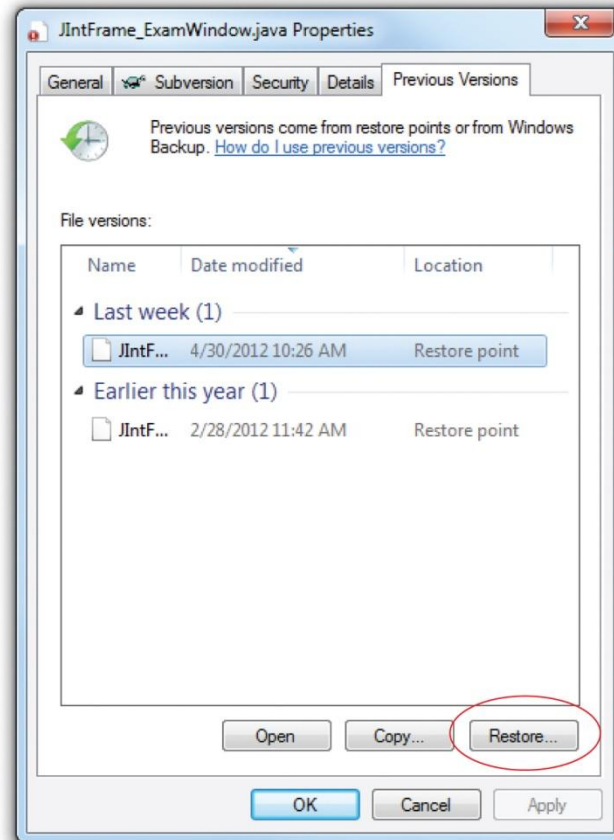 JIntFrame_ExamWindow.java Properties
General Subversion Security Details Previous Versions
Previous versions come from restore points or from Windows
Backup. How do I use previous versions?
File versions:
Name Date modified Location
Last week (1)
JIntF... 4/30/2012 10:26 AM Restore point
Earlier this year (1)
JIntF... 2/28/2012 11:42 AM Restore point
Open Copy... Restore...
OK Cancel Apply